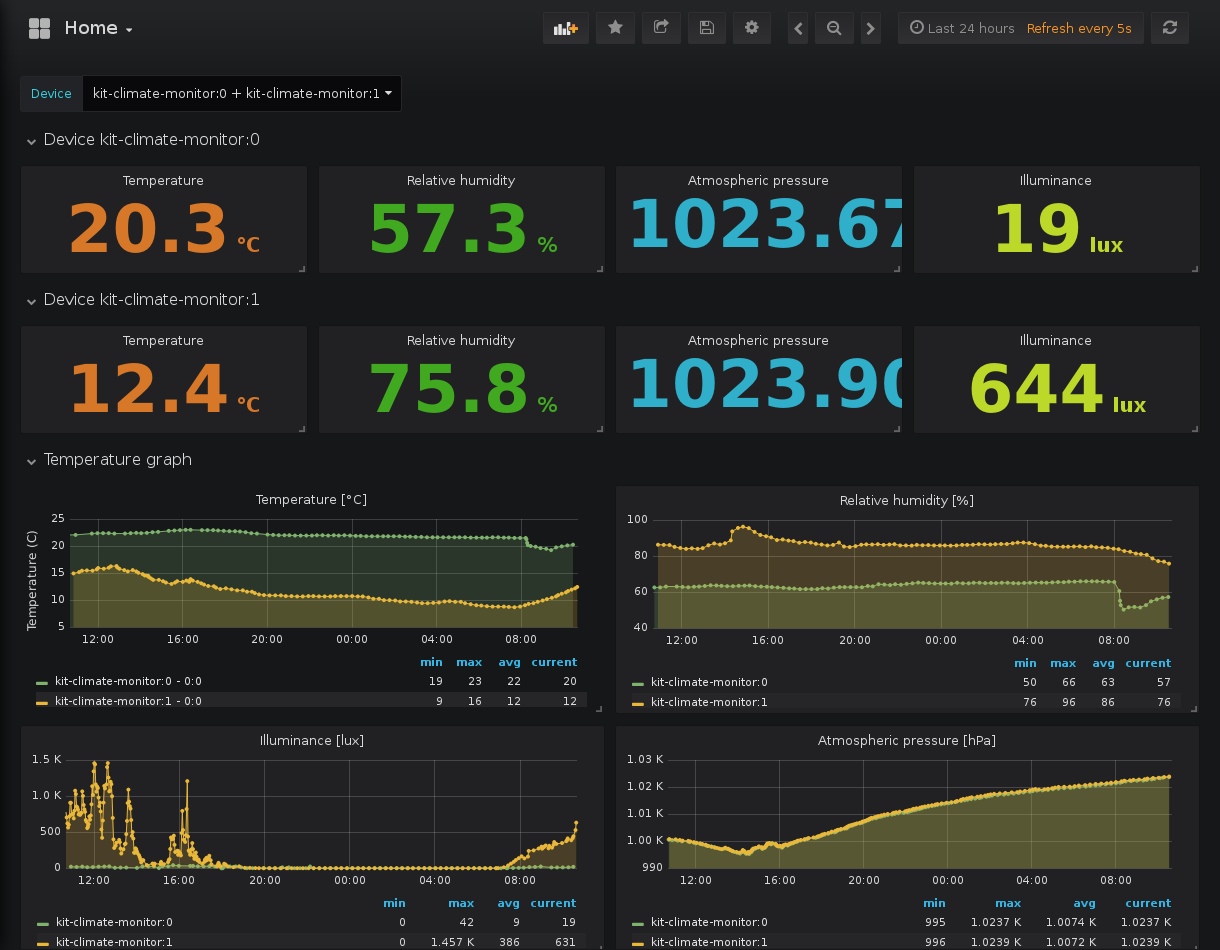 Home
Last 24 hours Refresh every 5s
Device kit-climate-monitor:0 + kit-climate-monitor:1
Device kit-climate-monitor:0
Temperature Relative humidity Atmospheric pressure Illuminance
20.3 °C 57.3 % 1023.67 19 lux
Device kit-climate-monitor:1
Temperature Relative humidity Atmospheric pressure Illuminance
12.4 °C 75.8 % 1023.90 644 lux
Temperature graph
Temperature [°C]
Temperature (C)
25
20
15
10
5
12:00 16:00 20:00 00:00 04:00 08:00
min max avg current
kit-climate-monitor:0 - 0:0 19 23 22 20
kit-climate-monitor:1 - 0:0 9 16 12 12
Relative humidity [%]
100
80
60
40
12:00 16:00 20:00 00:00 04:00 08:00
min max avg current
kit-climate-monitor:0 50 66 63 57
kit-climate-monitor:1 76 96 86 76
Illuminance [lux]
1.5 K
1.0 K
500
0
12:00 16:00 20:00 00:00 04:00 08:00
min max avg current
kit-climate-monitor:0 0 42 9 19
kit-climate-monitor:1 0 1.457 K 386 631
Atmospheric pressure [hPa]
1.03 K
1.02 K
1.01 K
1.00 K
990
12:00 16:00 20:00 00:00 04:00 08:00
min max avg current
kit-climate-monitor:0 995 1.0237 K 1.0074 K 1.0237 K
kit-climate-monitor:1 996 1.0239 K 1.0072 K 1.0239 K